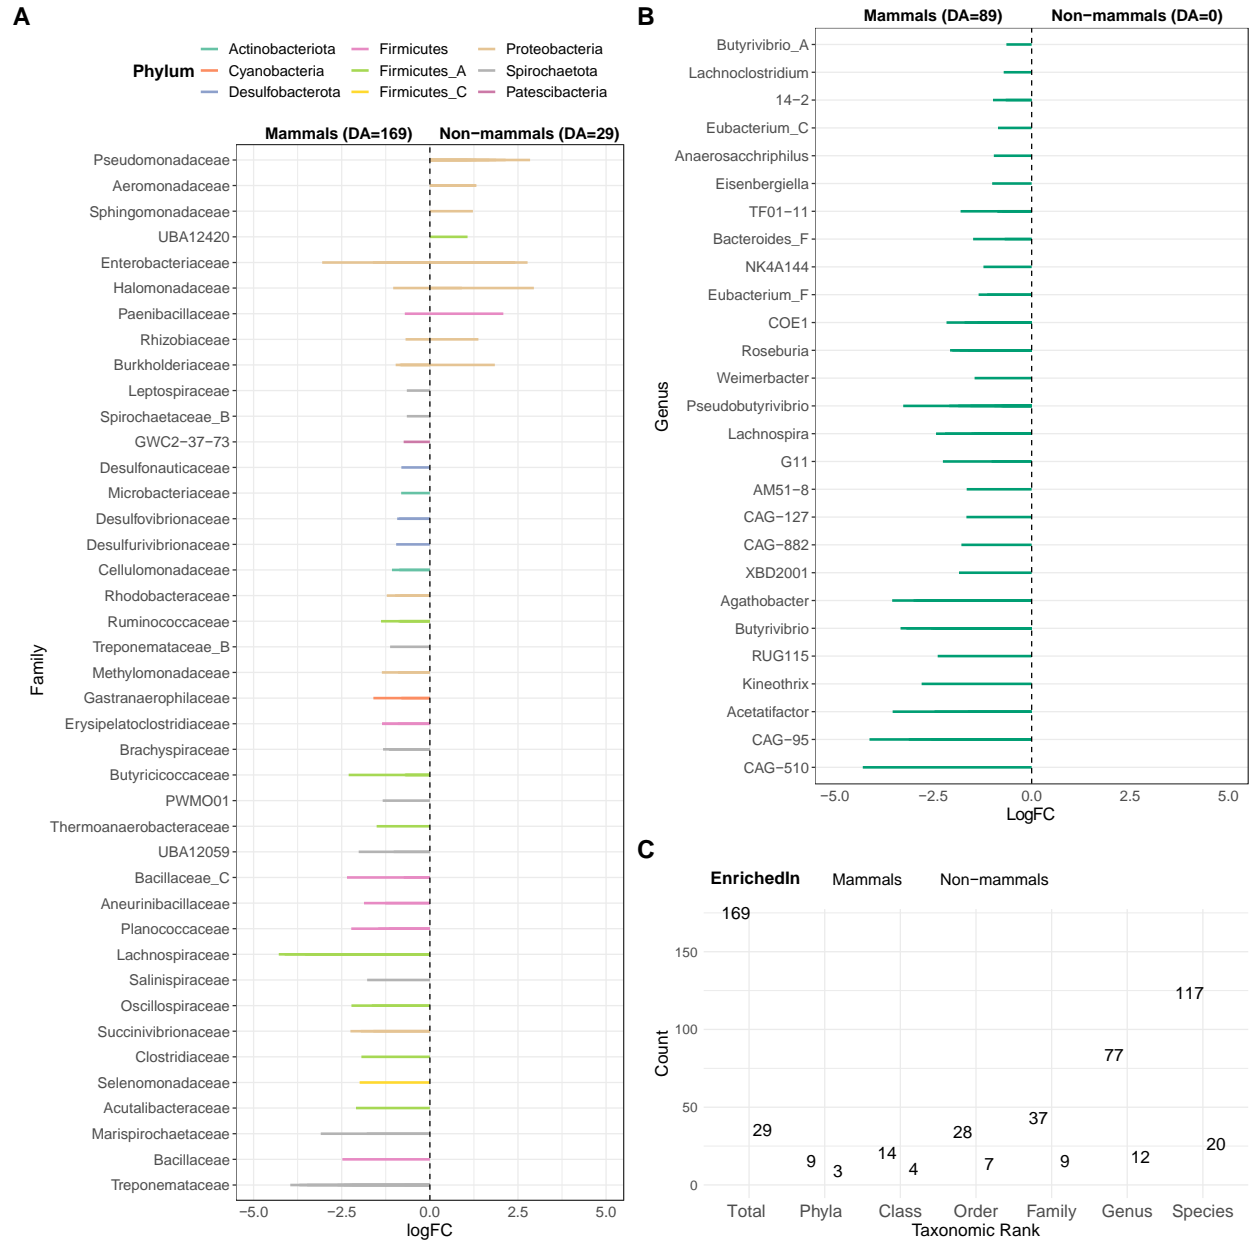 A
Phylum
Actinobacteriota
Firmicutes
Proteobacteria
Cyanobacteria
Firmicutes_A
Spirochaetota
Desulfobacterota
Firmicutes_C
Patescibacteria
Mammals (DA=169)
Non−mammals (DA=29)
Family
Pseudomonadaceae
Aeromonadaceae
Sphingomonadaceae
UBA12420
Enterobacteriaceae
Halomonadaceae
Paenibacillaceae
Rhizobiaceae
Burkholderiaceae
Leptospiraceae
Spirochaetaceae_B
GWC2−37−73
Desulfonauticaceae
Microbacteriaceae
Desulfovibrionaceae
Desulfurivibrionaceae
Cellulomonadaceae
Rhodobacteraceae
Ruminococcaceae
Treponemataceae_B
Methylomonadaceae
Gastranaerophilaceae
Erysipelatoclostridiaceae
Brachyspiraceae
Butyricicoccaceae
PWMO01
Thermoanaerobacteraceae
UBA12059
Bacillaceae_C
Aneurinibacillaceae
Planococcaceae
Lachnospiraceae
Salinispiraceae
Oscillospiraceae
Succinivibrionaceae
Clostridiaceae
Selenomonadaceae
Acutalibacteraceae
Marispirochaetaceae
Bacillaceae
Treponemataceae
−5.0
−2.5
0.0
2.5
5.0
logFC
B
Mammals (DA=89)
Non−mammals (DA=0)
Genus
Butyrivibrio_A
Lachnoclostridium
14−2
Eubacterium_C
Anaerosacchriphilus
Eisenbergiella
TF01−11
Bacteroides_F
NK4A144
Eubacterium_F
COE1
Roseburia
Weimerbacter
Pseudobutyrivibrio
Lachnospira
G11
AM51−8
CAG−127
CAG−882
XBD2001
Agathobacter
Butyrivibrio
RUG115
Kineothrix
Acetatifactor
CAG−95
CAG−510
−5.0
−2.5
0.0
2.5
5.0
LogFC
C
EnrichedIn
Mammals
Non−mammals
Count
150
100
50
0
169
29
9
3
14
4
28
7
37
9
77
12
117
20
Total
Phyla
Class
Order
Family
Genus
Species
Taxonomic Rank